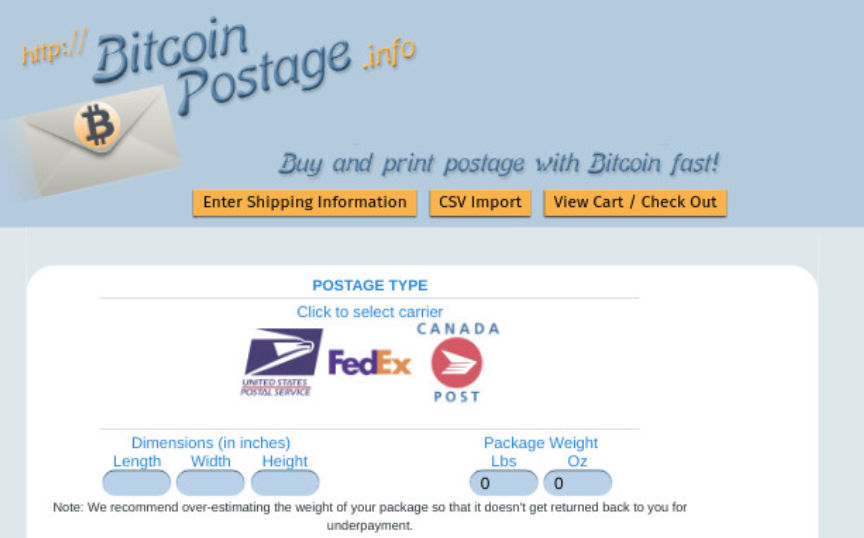 http:// Bitcoin
Postage .info
Buy and print postage with Bitcoin fast!
Enter Shipping Information CSV Import View Cart / Check Out
POSTAGE TYPE
Click to select carrier
CANADA
FedEx
UNITED STATES
POSTAL SERVICE
POST
Dimensions (in inches) Package Weight
Length Width Height Lbs Oz
0 0
Note: We recommend over-estimating the weight of your package so that it doesn't get returned back to you for
underpayment.